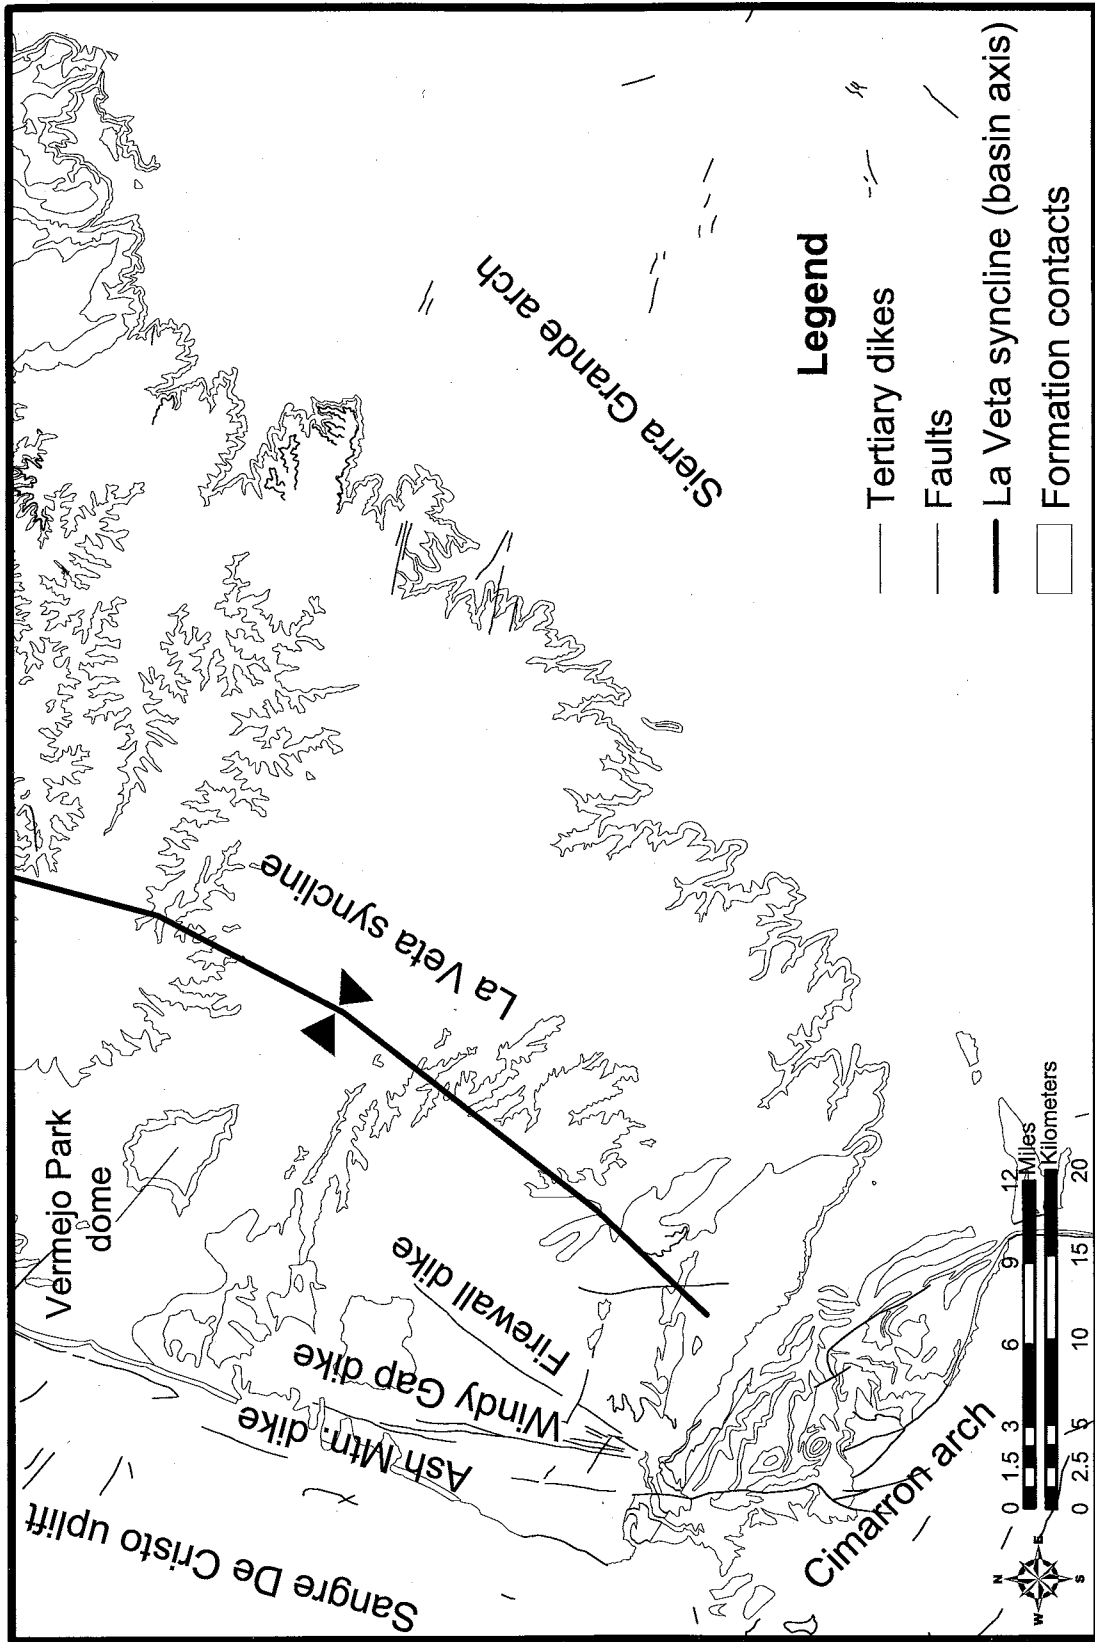 Vermejo Park
dome
La Veta syncline
Sierra Grande arch
Firewall dike
Windy Gap dike
Ash Mtn. dike
Sangre De Cristo uplift
Cimarron arch
Legend
Tertiary dikes
Faults
La Veta syncline (basin axis)
Formation contacts
0 1.5 3 6 9 12
Miles
Kilometers
0 2.5 5 10 15 20
N
W E
S